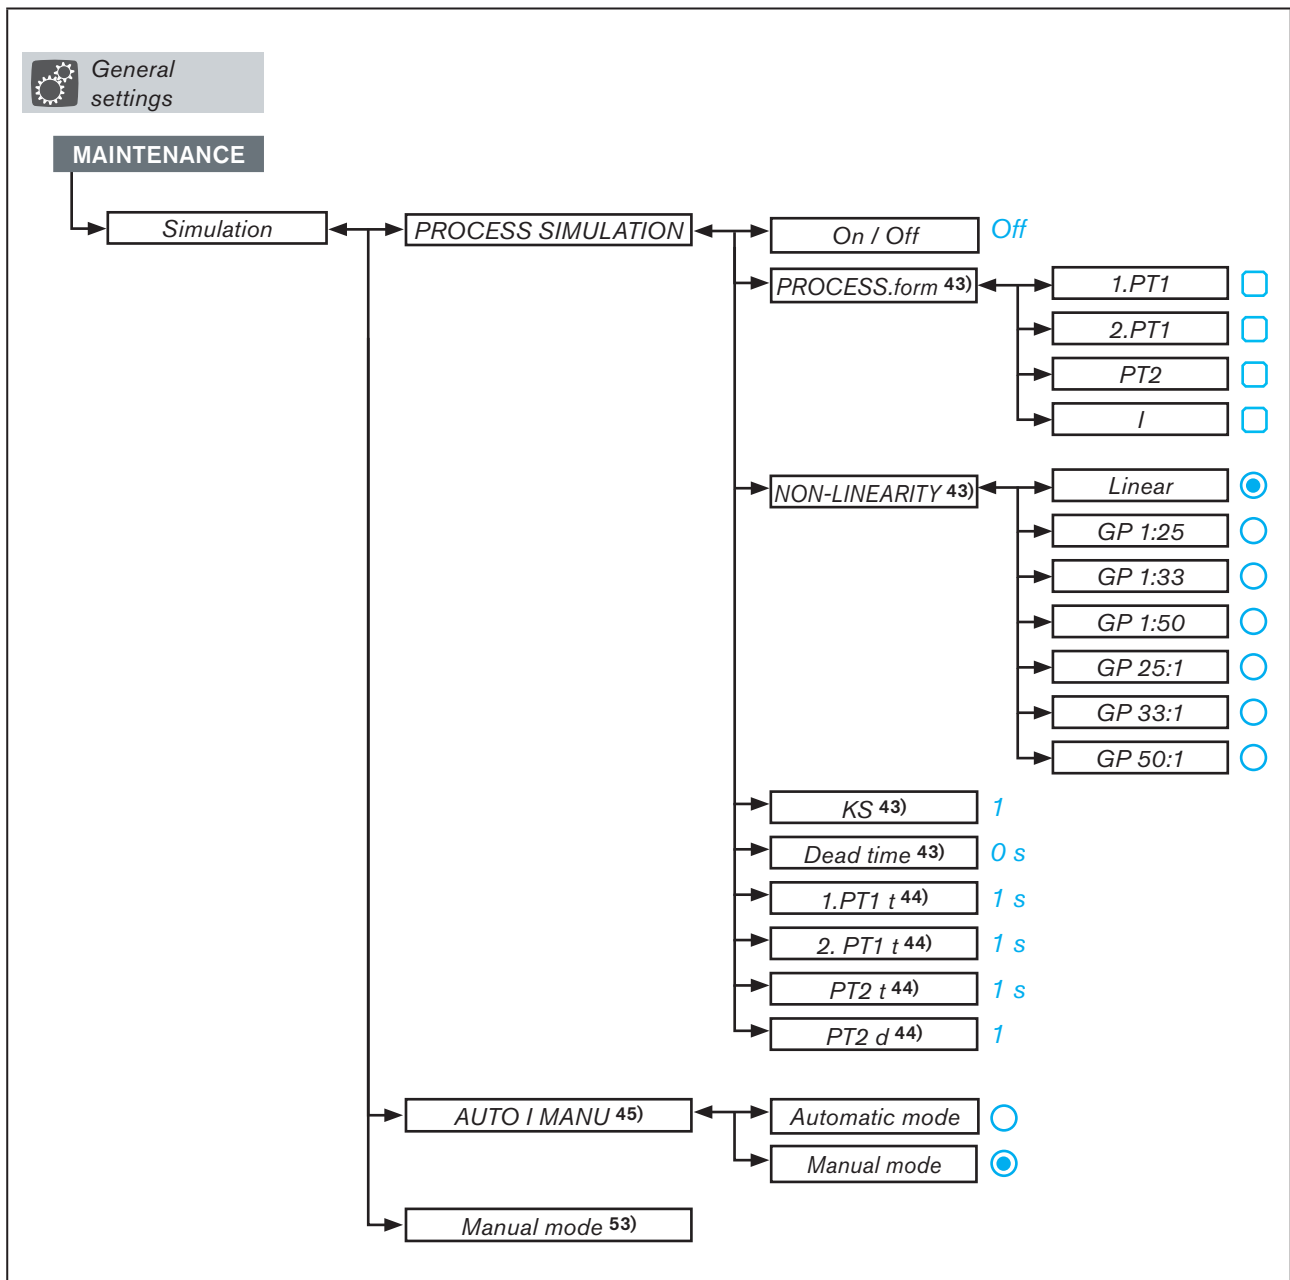 General
settings
MAINTENANCE
Simulation
PROCESS SIMULATION
On / Off
Off
PROCESS.form 43)
1.PT1
2.PT1
PT2
I
NON-LINEARITY 43)
Linear
GP 1:25
GP 1:33
GP 1:50
GP 25:1
GP 33:1
GP 50:1
KS 43)
1
Dead time 43)
0 s
1.PT1 t 44)
1 s
2. PT1 t 44)
1 s
PT2 t 44)
1 s
PT2 d 44)
1
AUTO I MANU 45)
Automatic mode
Manual mode
Manual mode 53)